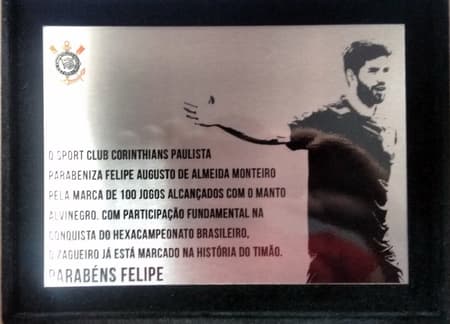 O SPORT CLUB CORINTHIANS PAULISTA
PARABENIZA FELIPE AUGUSTO DE ALMEIDA MONTEIRO
PELA MARCA DE 100 JOGOS ALCANÇADOS COM O MANTO
ALVINEGRO. COM PARTICIPAÇÃO FUNDAMENTAL NA
CONQUISTA DO HEXACAMPEONATO BRASILEIRO,
O ZAGUEIRO JÁ ESTÁ MARCADO NA HISTÓRIA DO TIMÃO.
PARABÉNS FELIPE